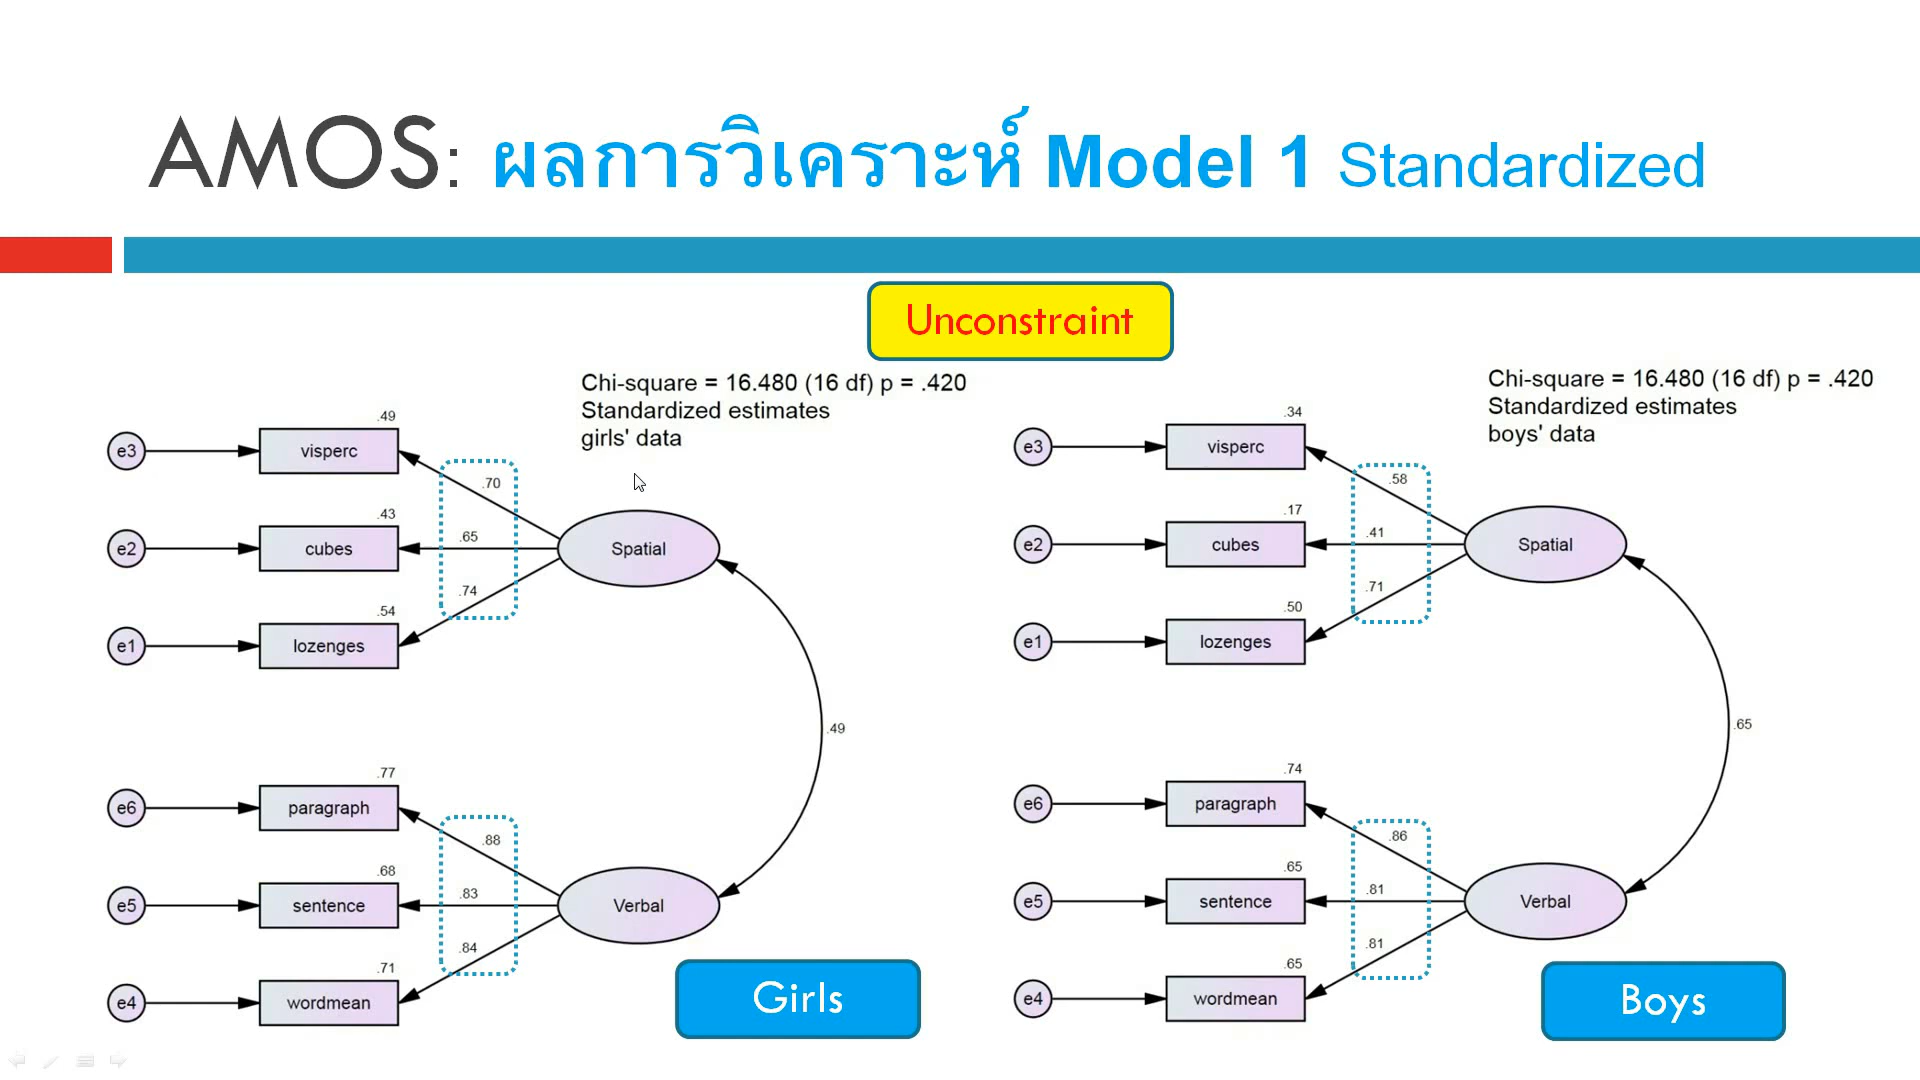 AMOS: ผลการวิเคราะห์ Model 1 Standardized
Unconstraint
Chi-square = 16.480 (16 df) p = .420
Standardized estimates
girls' data
.49
e3
visperc
.70
.43
e2
cubes
.65
Spatial
.74
.54
e1
lozenges
.49
.77
e6
paragraph
.88
.68
e5
sentence
.83
Verbal
.84
.71
e4
wordmean
Girls
Chi-square = 16.480 (16 df) p = .420
Standardized estimates
boys' data
.34
e3
visperc
.58
.17
e2
cubes
.41
Spatial
.71
.50
e1
lozenges
.65
.74
e6
paragraph
.86
.65
e5
sentence
.81
Verbal
.81
.65
e4
wordmean
Boys